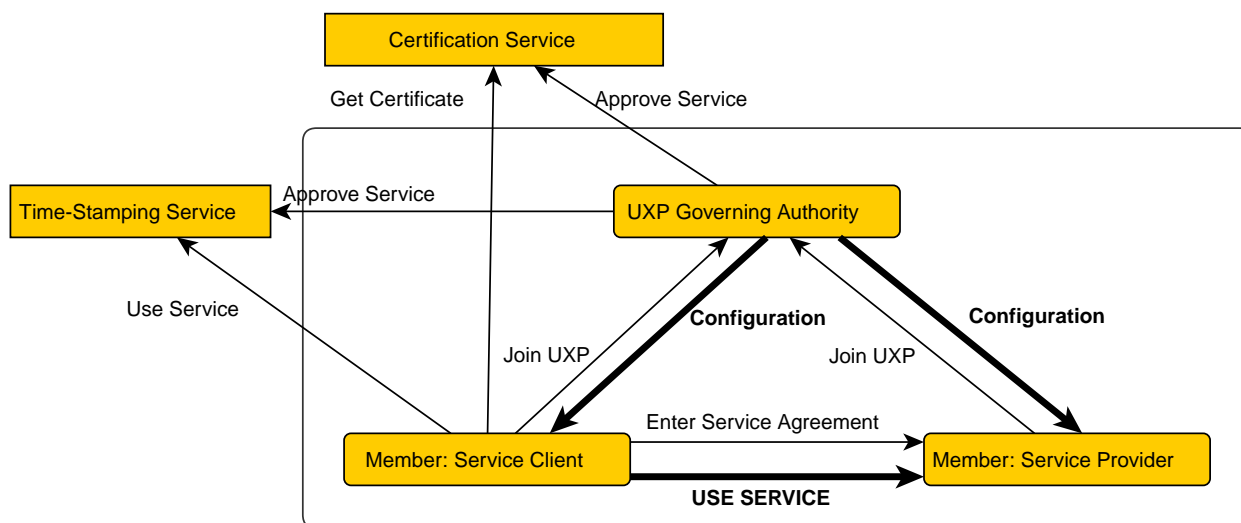 Certification Service
Get Certificate
Approve Service
Approve Service
Time-Stamping Service
UXP Governing Authority
Use Service
Configuration
Configuration
Join UXP
Join UXP
Enter Service Agreement
Member: Service Client
Member: Service Provider
USE SERVICE